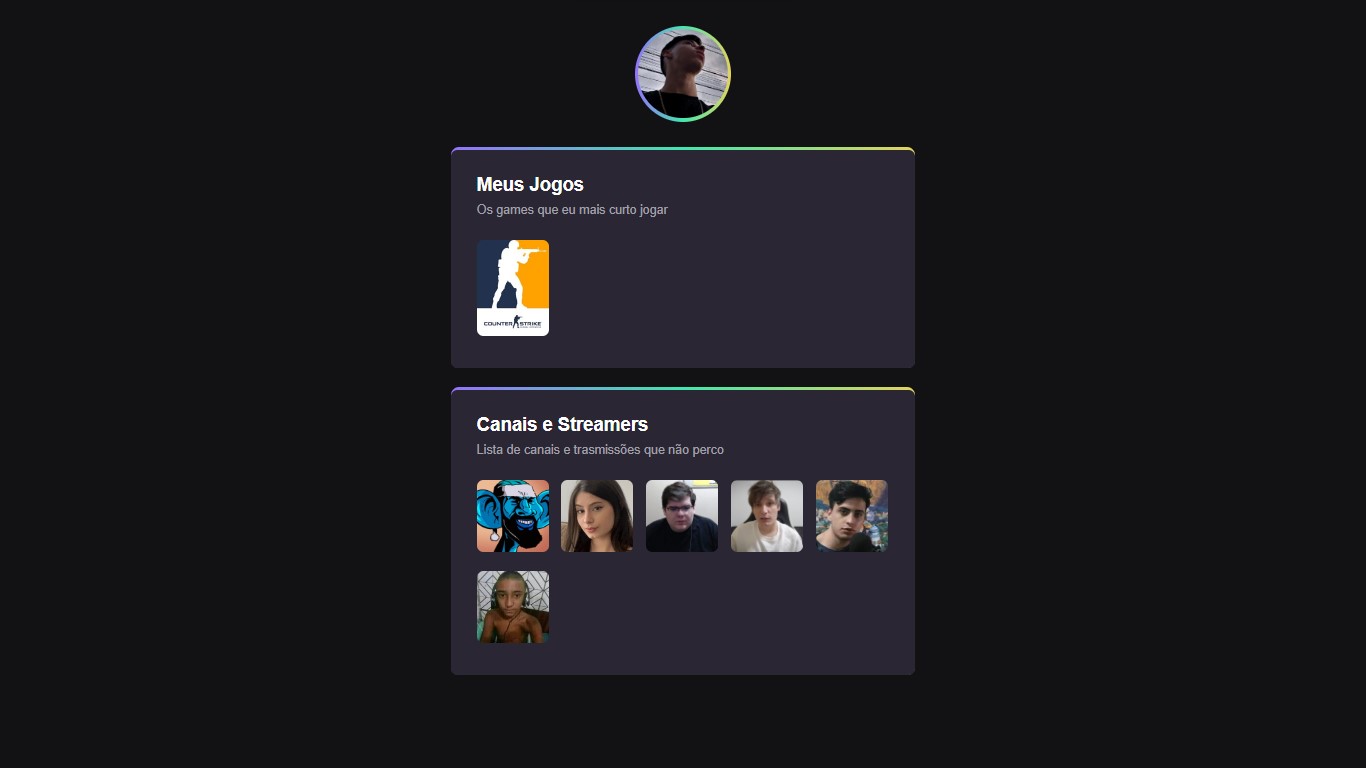 Meus Jogos
Os games que eu mais curto jogar
COUNTER STRIKE
Canais e Streamers
Lista de canais e trasmissões que não perco